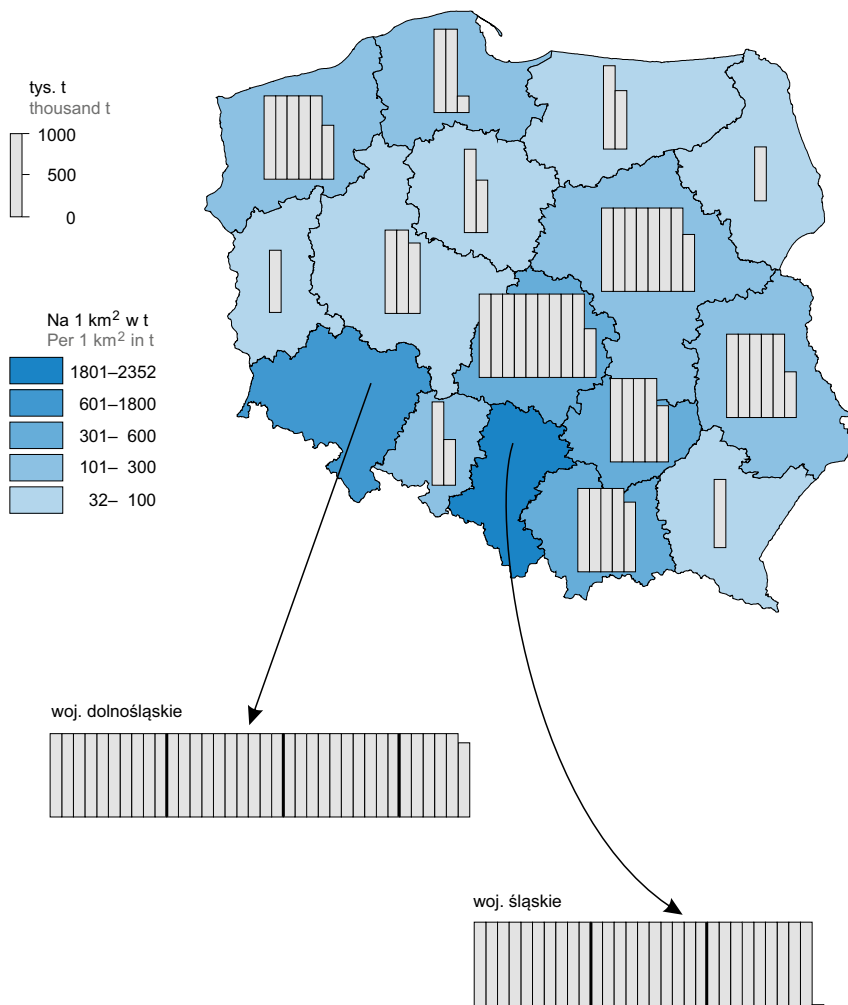 tys. t
thousand t
1000
500
0
Na 1 km² w t
Per 1 km² in t
1801–2352
601–1800
301– 600
101– 300
32– 100
woj. dolnośląskie
woj. śląskie